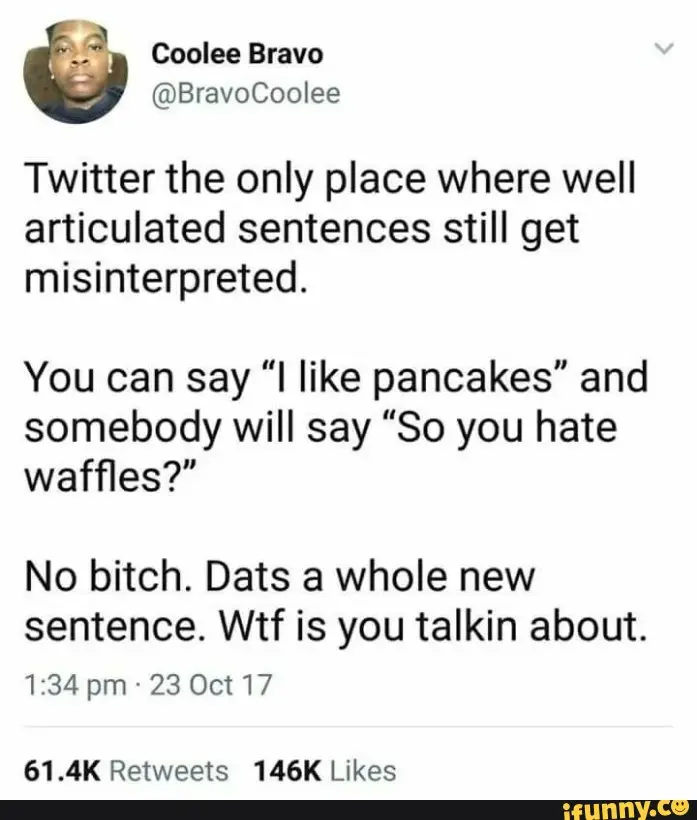 Coolee Bravo
@BravoCoolee
Twitter the only place where well
articulated sentences still get
misinterpreted.
You can say “I like pancakes” and
somebody will say “So you hate
waffles?”
No bitch. Dats a whole new
sentence. Wtf is you talkin about.
1:34 pm · 23 Oct 17
61.4K Retweets 146K Likes
ifunny.co